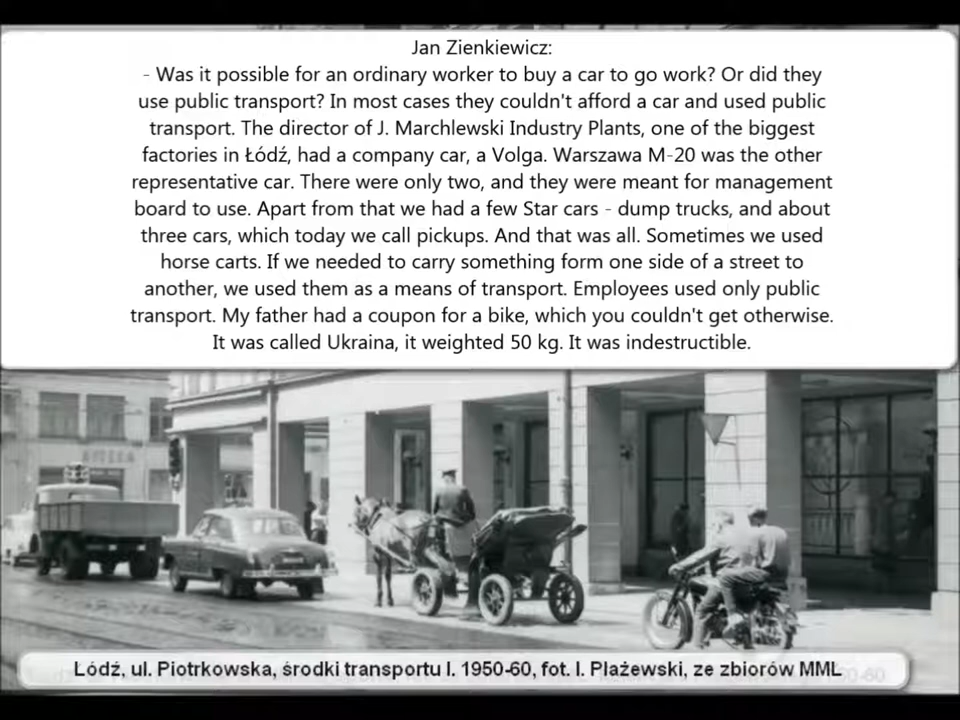 Jan Zienkiewicz:
- Was it possible for an ordinary worker to buy a car to go work? Or did they
use public transport? In most cases they couldn't afford a car and used public
transport. The director of J. Marchlewski Industry Plants, one of the biggest
factories in Łódź, had a company car, a Volga. Warszawa M-20 was the other
representative car. There were only two, and they were meant for management
board to use. Apart from that we had a few Star cars - dump trucks, and about
three cars, which today we call pickups. And that was all. Sometimes we used
horse carts. If we needed to carry something form one side of a street to
another, we used them as a means of transport. Employees used only public
transport. My father had a coupon for a bike, which you couldn't get otherwise.
It was called Ukraina, it weighted 50 kg. It was indestructible.
Łódź, ul. Piotrkowska, środki transportu l. 1950-60, fot. I. Płażewski, ze zbiorów MML